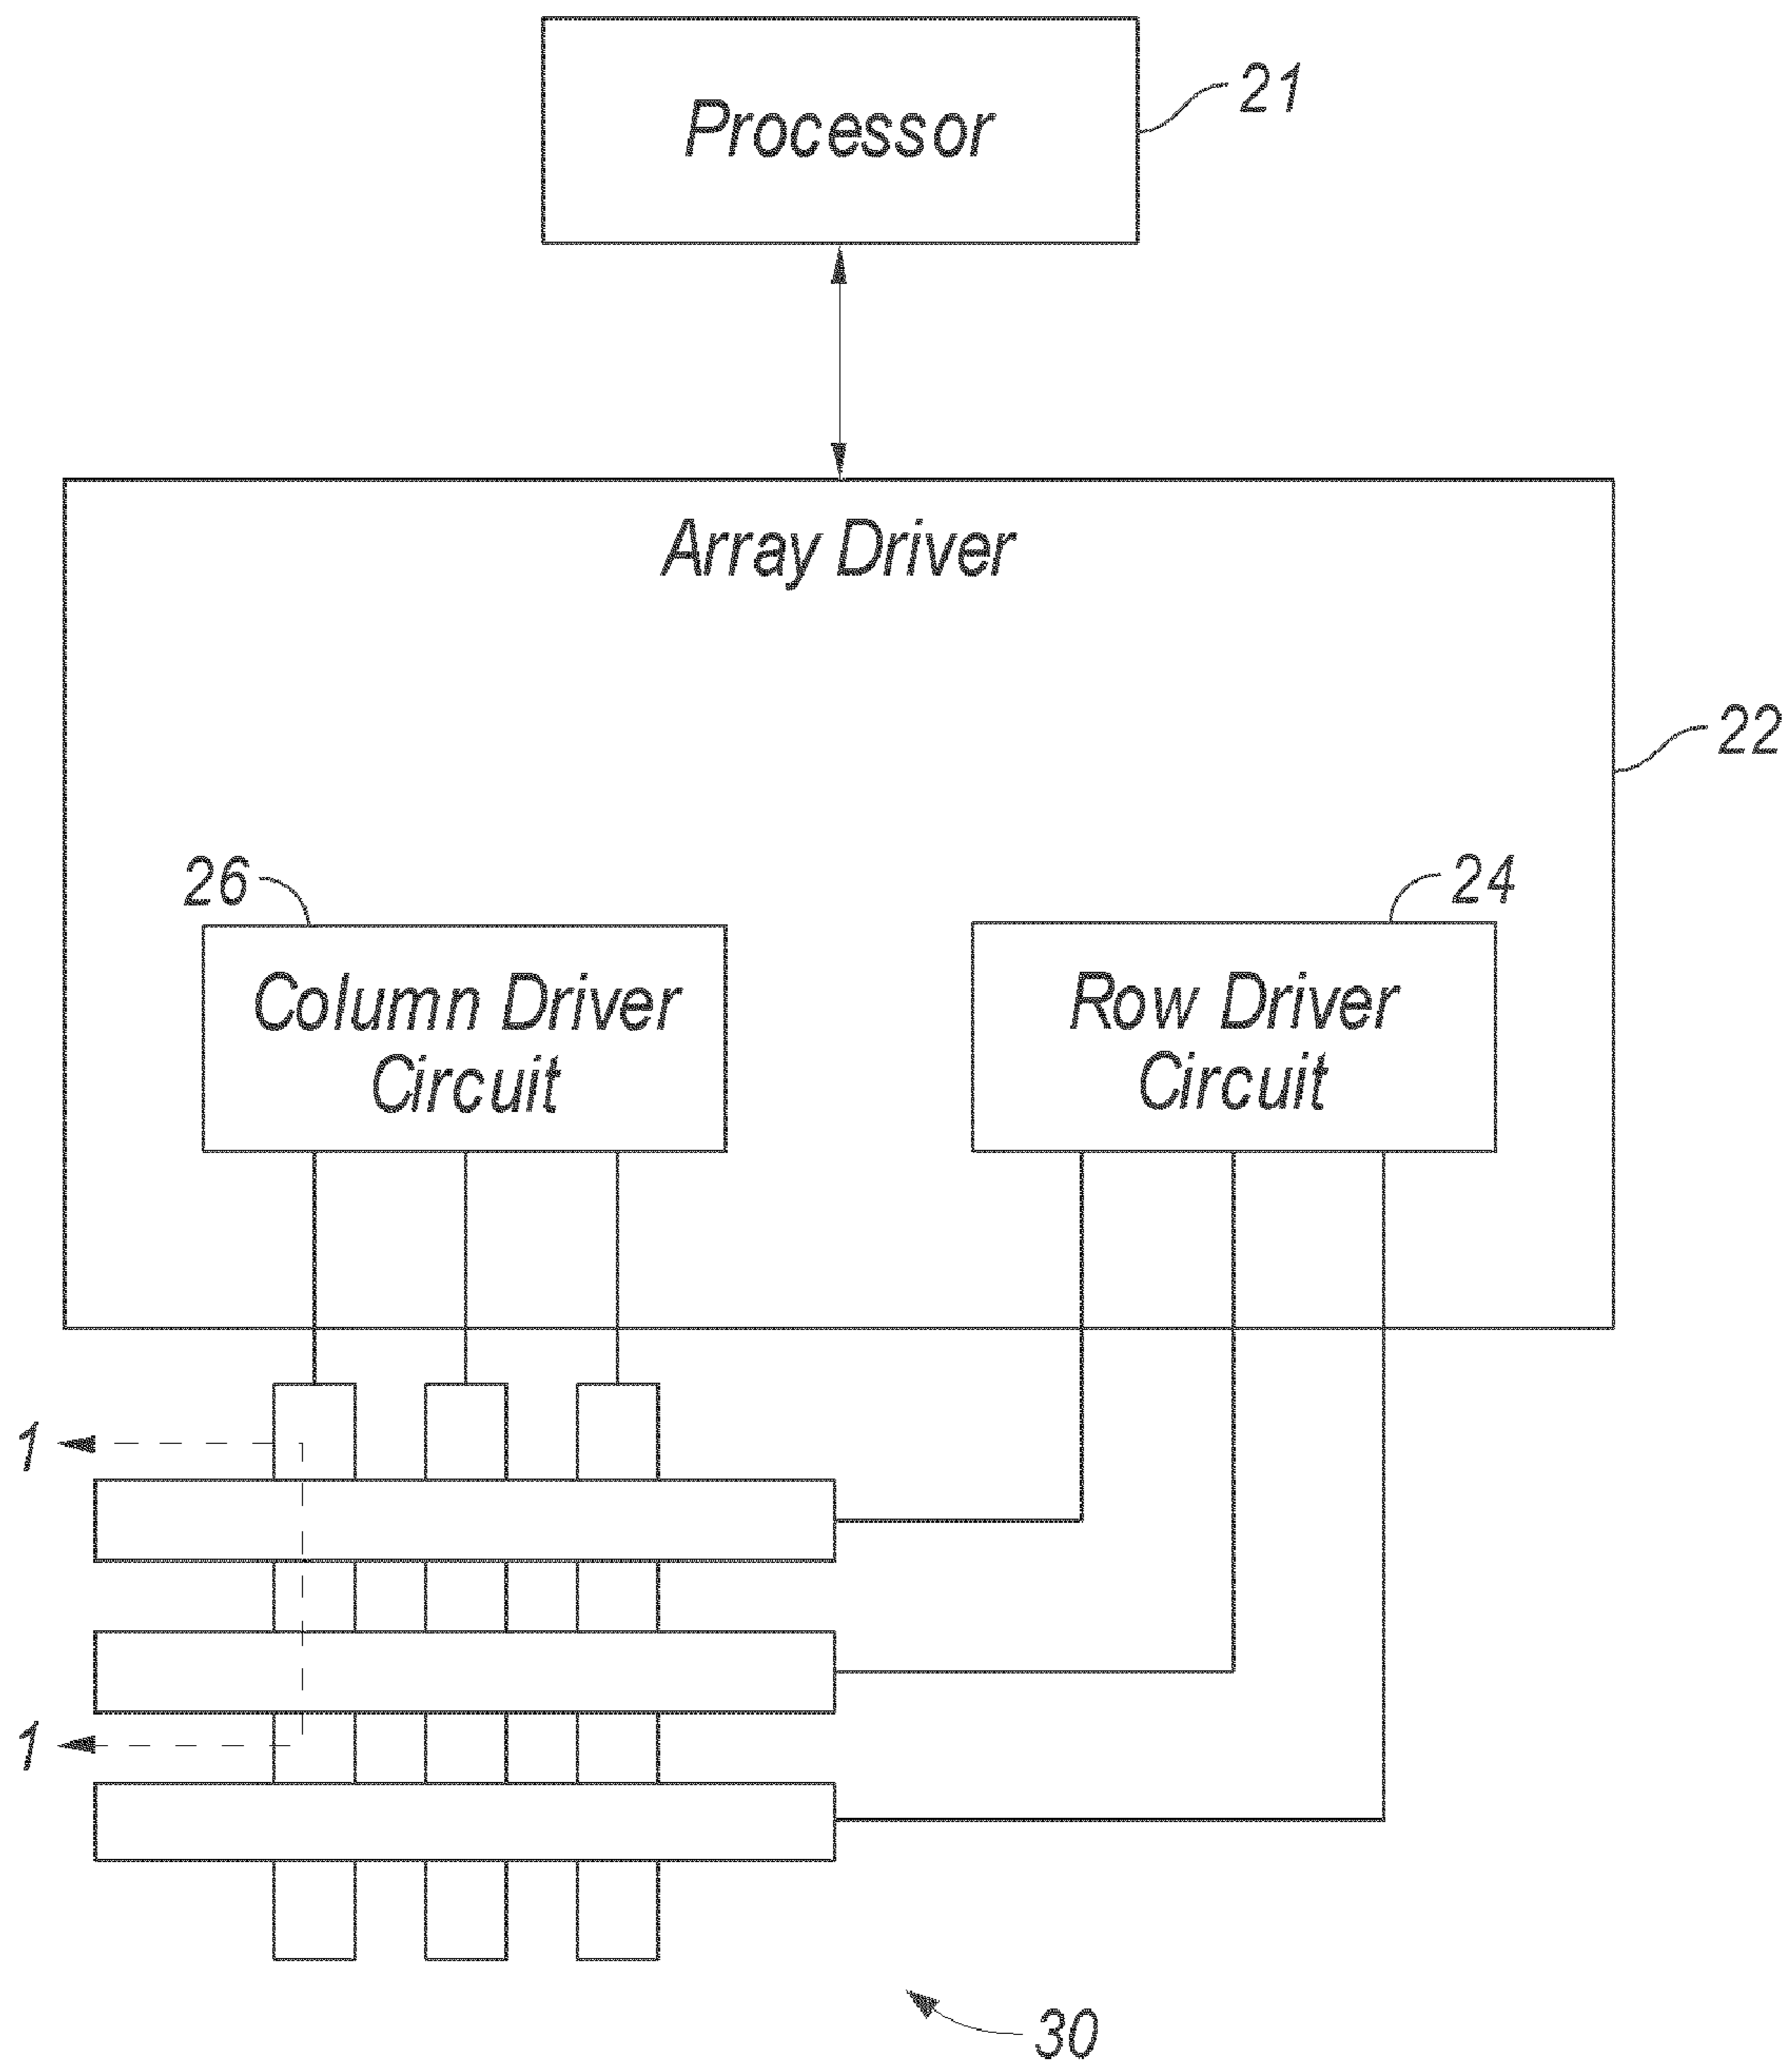 Processor
21
Array Driver
22
26
24
Column Driver
Circuit
Row Driver
Circuit
1
1
30